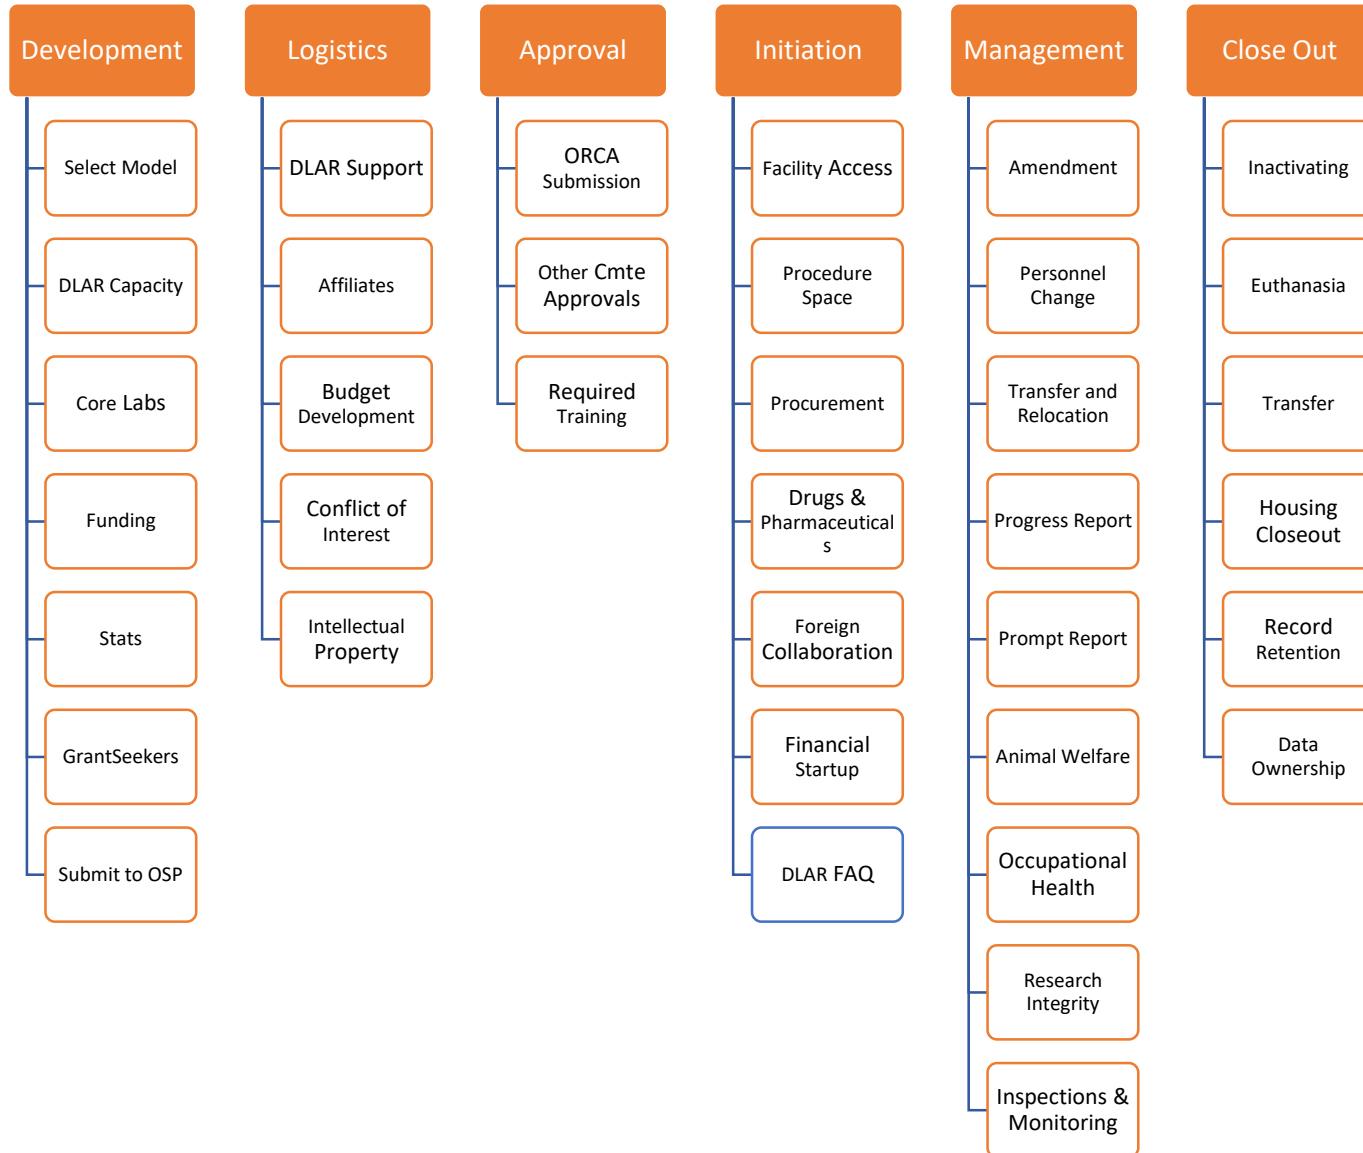 Development
Select Model
DLAR Capacity
Core Labs
Funding
Stats
GrantSeekers
Submit to OSP
Logistics
DLAR Support
Affiliates
Budget
Development
Conflict of
Interest
Intellectual
Property
Approval
ORCA
Submission
Other Cmte
Approvals
Required
Training
Initiation
Facility Access
Procedure
Space
Procurement
Drugs &
Pharmaceutical
s
Foreign
Collaboration
Financial
Startup
DLAR FAQ
Management
Amendment
Personnel
Change
Transfer and
Relocation
Progress Report
Prompt Report
Animal Welfare
Occupational
Health
Research
Integrity
Inspections &
Monitoring
Close Out
Inactivating
Euthanasia
Transfer
Housing
Closeout
Record
Retention
Data
Ownership